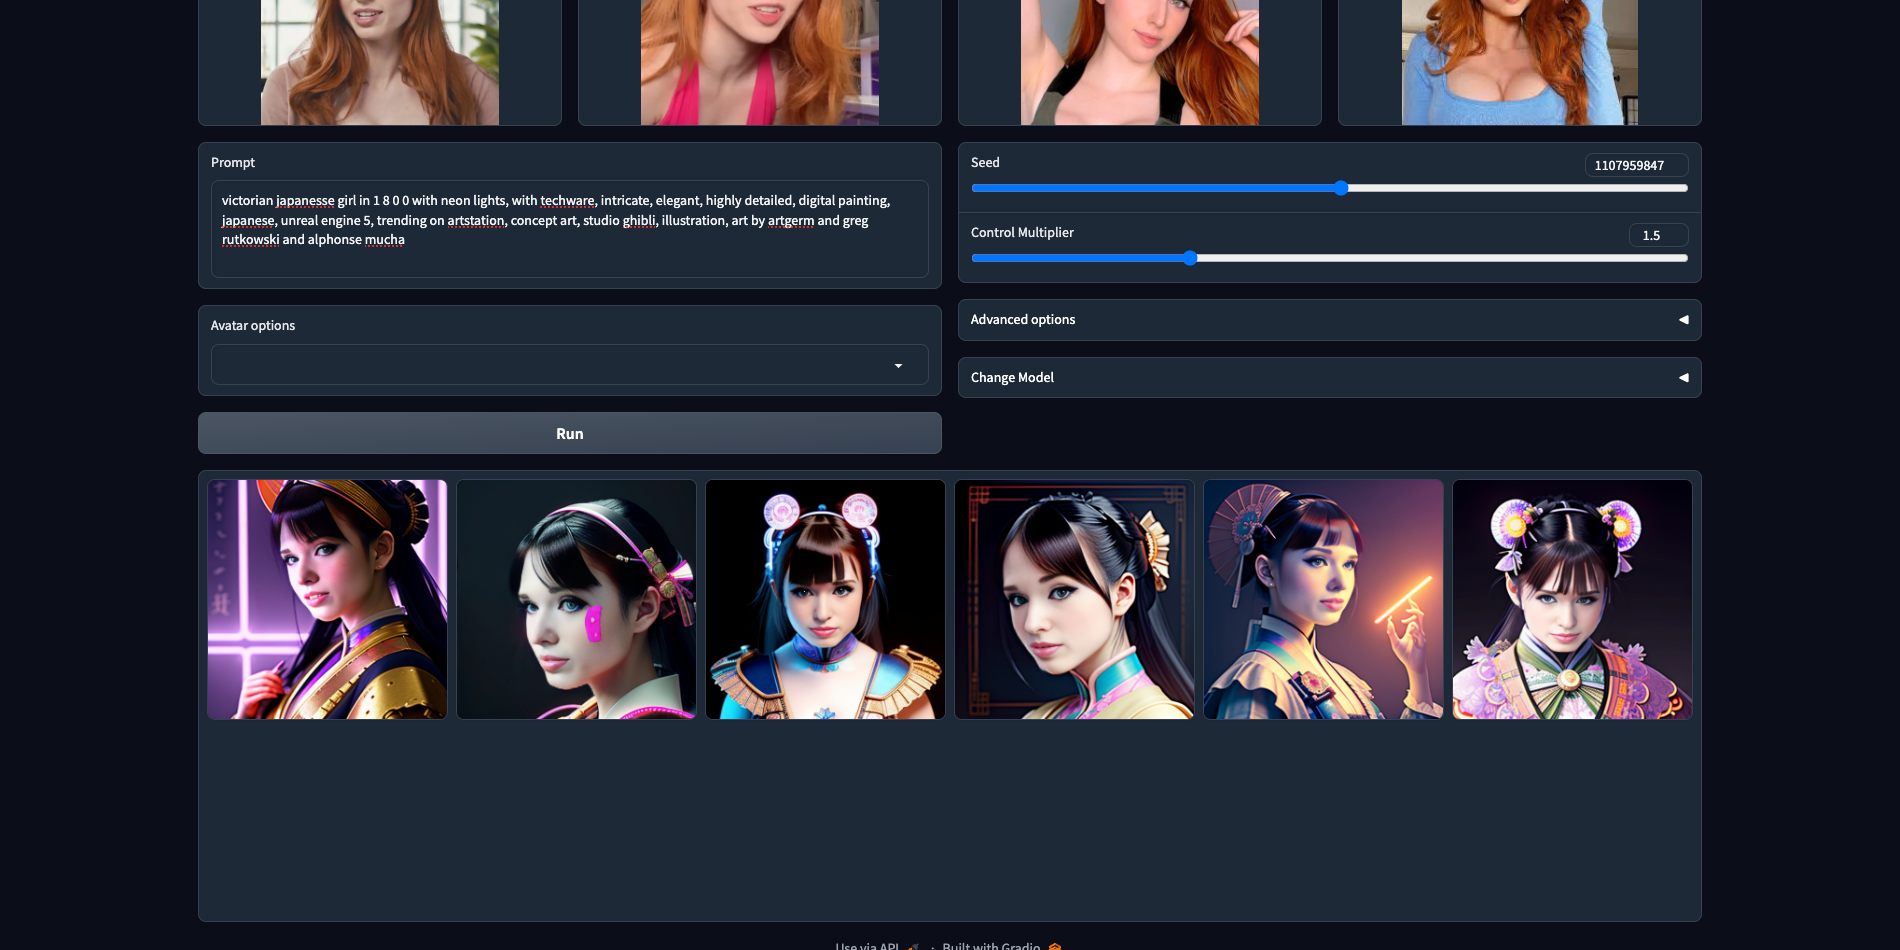 Prompt
victorian japanesse girl in 1 8 0 0 with neon lights, with techware, intricate, elegant, highly detailed, digital painting,
japanese, unreal engine 5, trending on artstation, concept art, studio ghibli, illustration, art by artgerm and greg
rutkowski and alphonse mucha
Avatar options
Run
Seed
1107959847
Control Multiplier
1.5
Advanced options
Change Model
Use via API · Built with Gradio